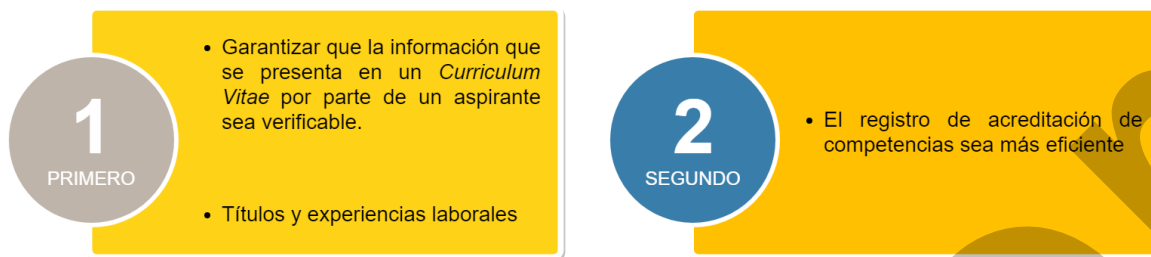 1
PRIMERO
• Garantizar que la información que
se presenta en un Curriculum
Vitae por parte de un aspirante
sea verificable.
• Títulos y experiencias laborales
2
SEGUNDO
• El registro de acreditación de
competencias sea más eficiente